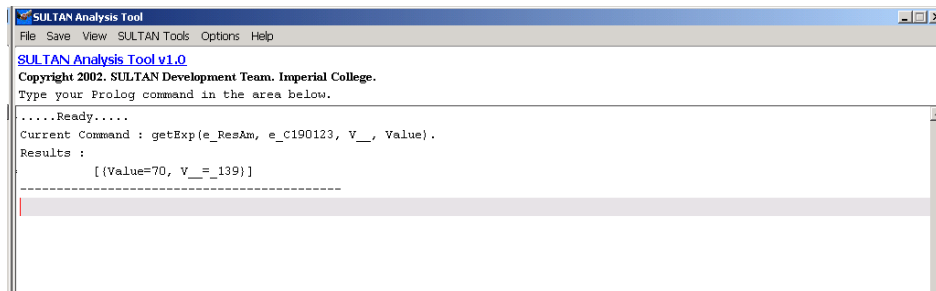 SULTAN Analysis Tool
File Save View SULTAN Tools Options Help
SULTAN Analysis Tool v1.0
Copyright 2002. SULTAN Development Team. Imperial College.
Type your Prolog command in the area below.
.....Ready.....
Current Command : getExp(e_ResAm, e_C190123, V__, Value).
Results :
[{Value=70, V__=_139}]
--------------------------------------------